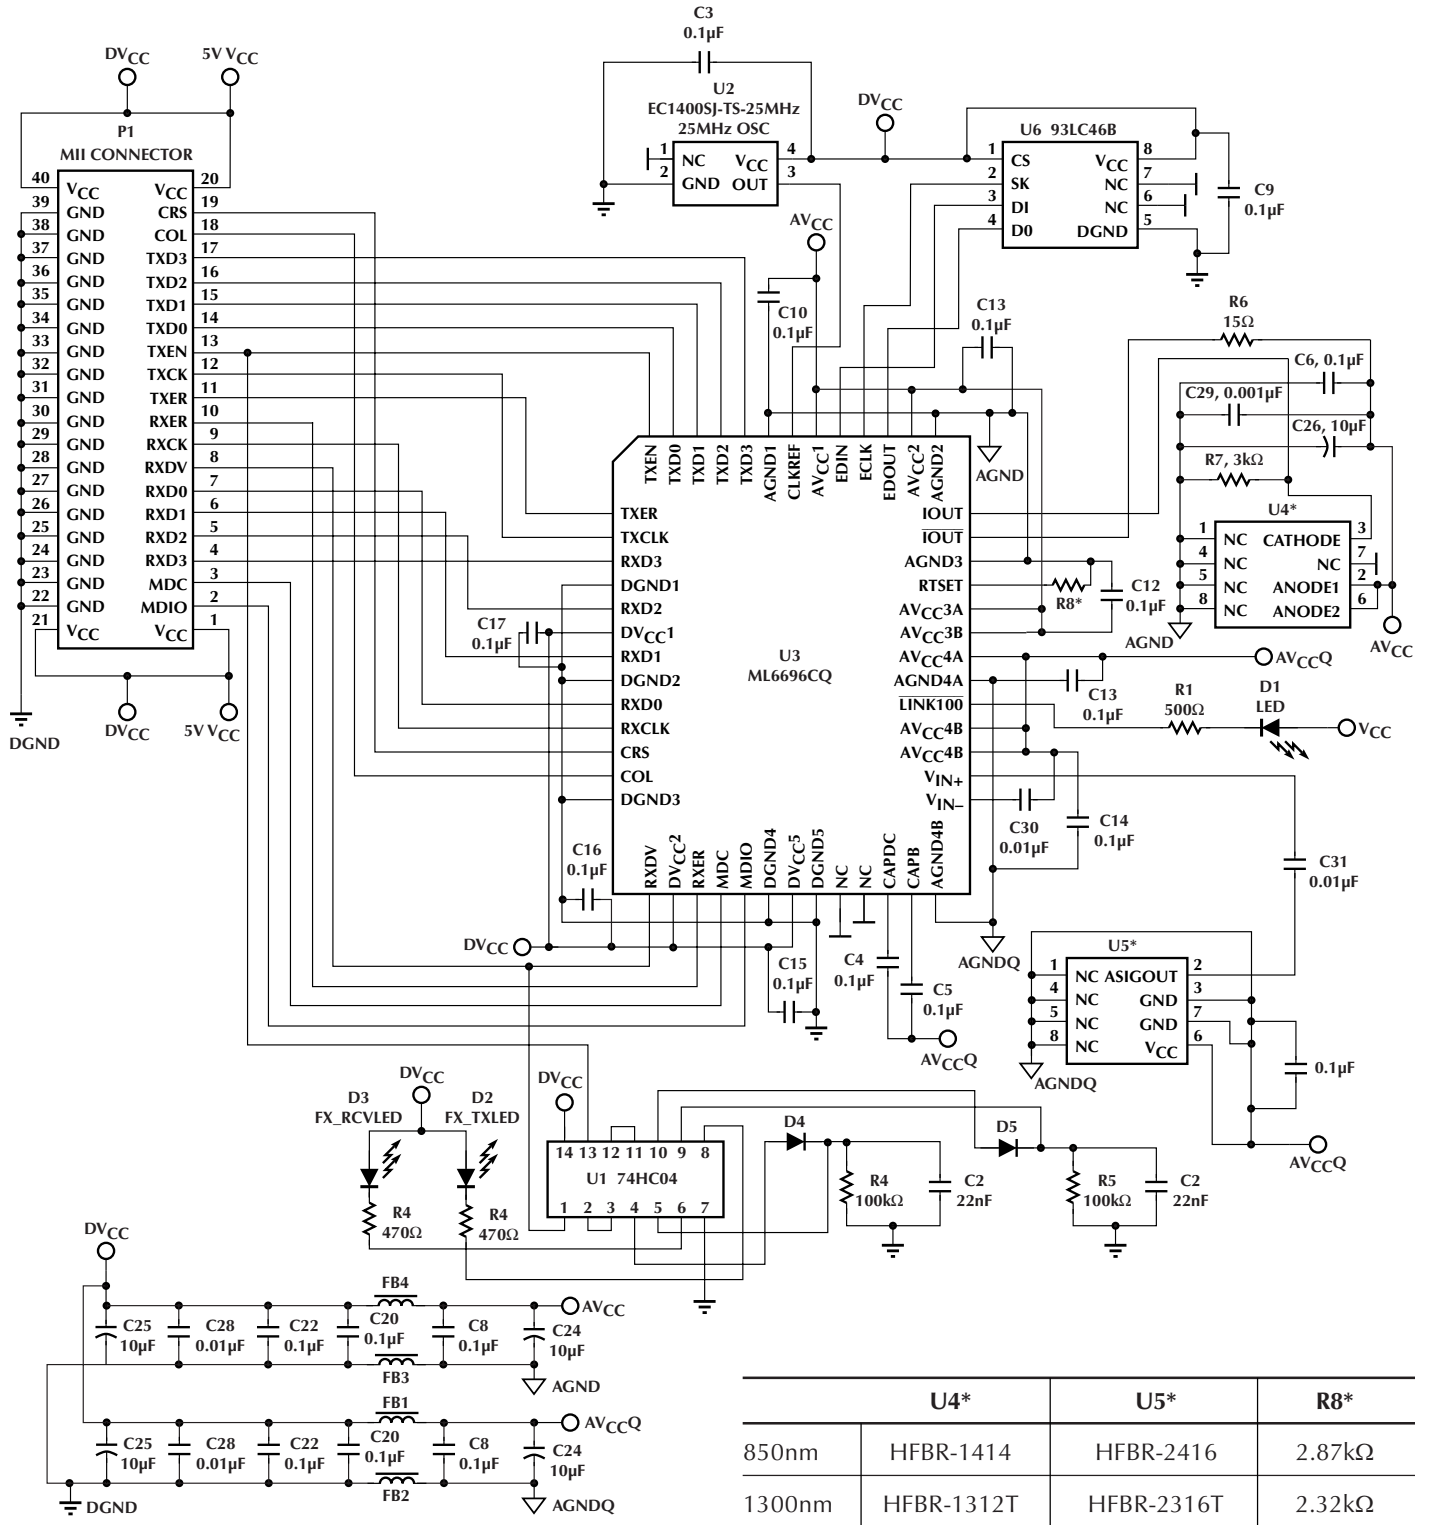 C3
0.1µF
DVCC
5V VCC
P1
MII CONNECTOR
40 VCC VCC 20
39 GND CRS 19
38 GND COL 18
37 GND TXD3 17
36 GND TXD2 16
35 GND TXD1 15
34 GND TXD0 14
33 GND TXEN 13
32 GND TXCK 12
31 GND TXER 11
30 GND RXER 10
29 GND RXCK 9
28 GND RXDV 8
27 GND RXD0 7
26 GND RXD1 6
25 GND RXD2 5
24 GND RXD3 4
23 GND MDC 3
22 GND MDIO 2
21 VCC VCC 1
DGND
DVCC
5V VCC
U2
EC1400SJ-TS-25MHz
25MHz OSC
1 NC VCC 4
2 GND OUT 3
DVCC
U6 93LC46B
1 CS VCC 8
2 SK NC 7
3 DI NC 6
4 D0 DGND 5
C9
0.1µF
AVCC
C10
0.1µF
C13
0.1µF
AGND
R6
15Ω
C6, 0.1µF
C29, 0.001µF
C26, 10µF
R7, 3kΩ
U4*
1 NC CATHODE 3
4 NC NC 7
5 NC ANODE1 2
8 NC ANODE2 6
AGND
AVCC
TXEN
TXD0
TXD1
TXD2
TXD3
AGND1
CLKREF
AVCC1
EDIN
ECLK
EDOUT
AVCC2
AGND2
TXER
TXCLK
RXD3
DGND1
RXD2
DVCC1
RXD1
DGND2
RXD0
RXCLK
CRS
COL
DGND3
U3
ML6696CQ
IOUT
IOUT
AGND3
RTSET
AVCC3A
AVCC3B
AVCC4A
AGND4A
LINK100
AVCC4B
AVCC4B
VIN+
VIN–
RXDV
DVCC2
RXER
MDC
MDIO
DGND4
DVCC5
DGND5
NC
NC
CAPDC
CAPB
AGND4B
C17
0.1µF
C16
0.1µF
DVCC
C15
0.1µF
C4
0.1µF
C5
0.1µF
AVCCQ
R8*
C12
0.1µF
AVCCQ
C13
0.1µF
R1
500Ω
D1
LED
VCC
C30
0.01µF
C14
0.1µF
AGNDQ
C31
0.01µF
U5*
1 NC ASIGOUT 2
4 NC GND 3
5 NC GND 7
8 NC VCC 6
AGNDQ
0.1µF
AVCCQ
D3
FX_RCVLED
DVCC
D2
FX_TXLED
R4
470Ω
R4
470Ω
DVCC
14 13 12 11 10 9 8
U1 74HC04
1 2 3 4 5 6 7
D4
R4
100kΩ
C2
22nF
D5
R5
100kΩ
C2
22nF
DVCC
C25
10µF
C28
0.01µF
C22
0.1µF
C20
0.1µF
FB4
FB3
C8
0.1µF
C24
10µF
AVCC
AGND
C25
10µF
C28
0.01µF
C22
0.1µF
C20
0.1µF
FB1
FB2
C8
0.1µF
C24
10µF
AVCCQ
AGNDQ
DGND
U4* U5* R8*
850nm HFBR-1414 HFBR-2416 2.87kΩ
1300nm HFBR-1312T HFBR-2316T 2.32kΩ